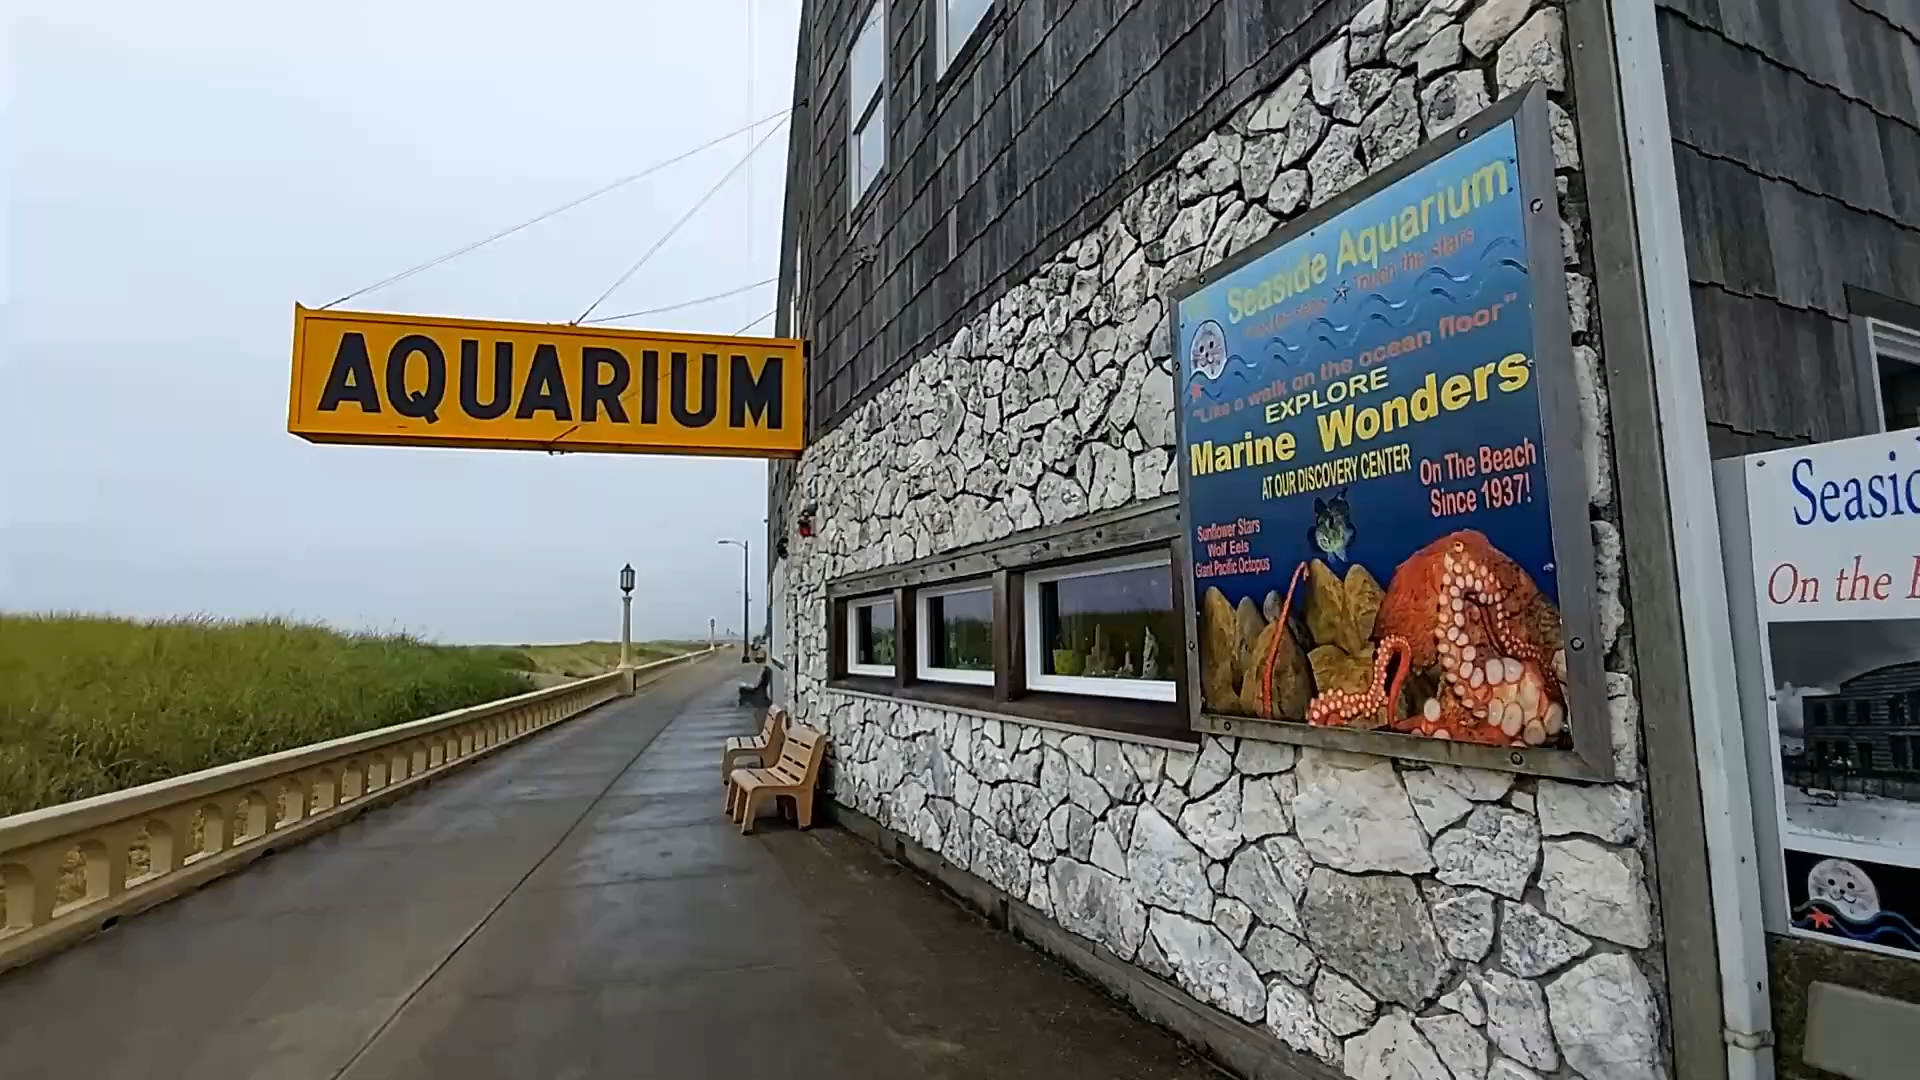 AQUARIUM
Seaside Aquarium
Touch the Stars
"Like a walk on the ocean floor"
EXPLORE
Marine Wonders
AT OUR DISCOVERY CENTER
On The Beach
Since 1937!
Sunflower Stars
Wolf Eels
Giant Pacific Octopus
Seasid
On the B